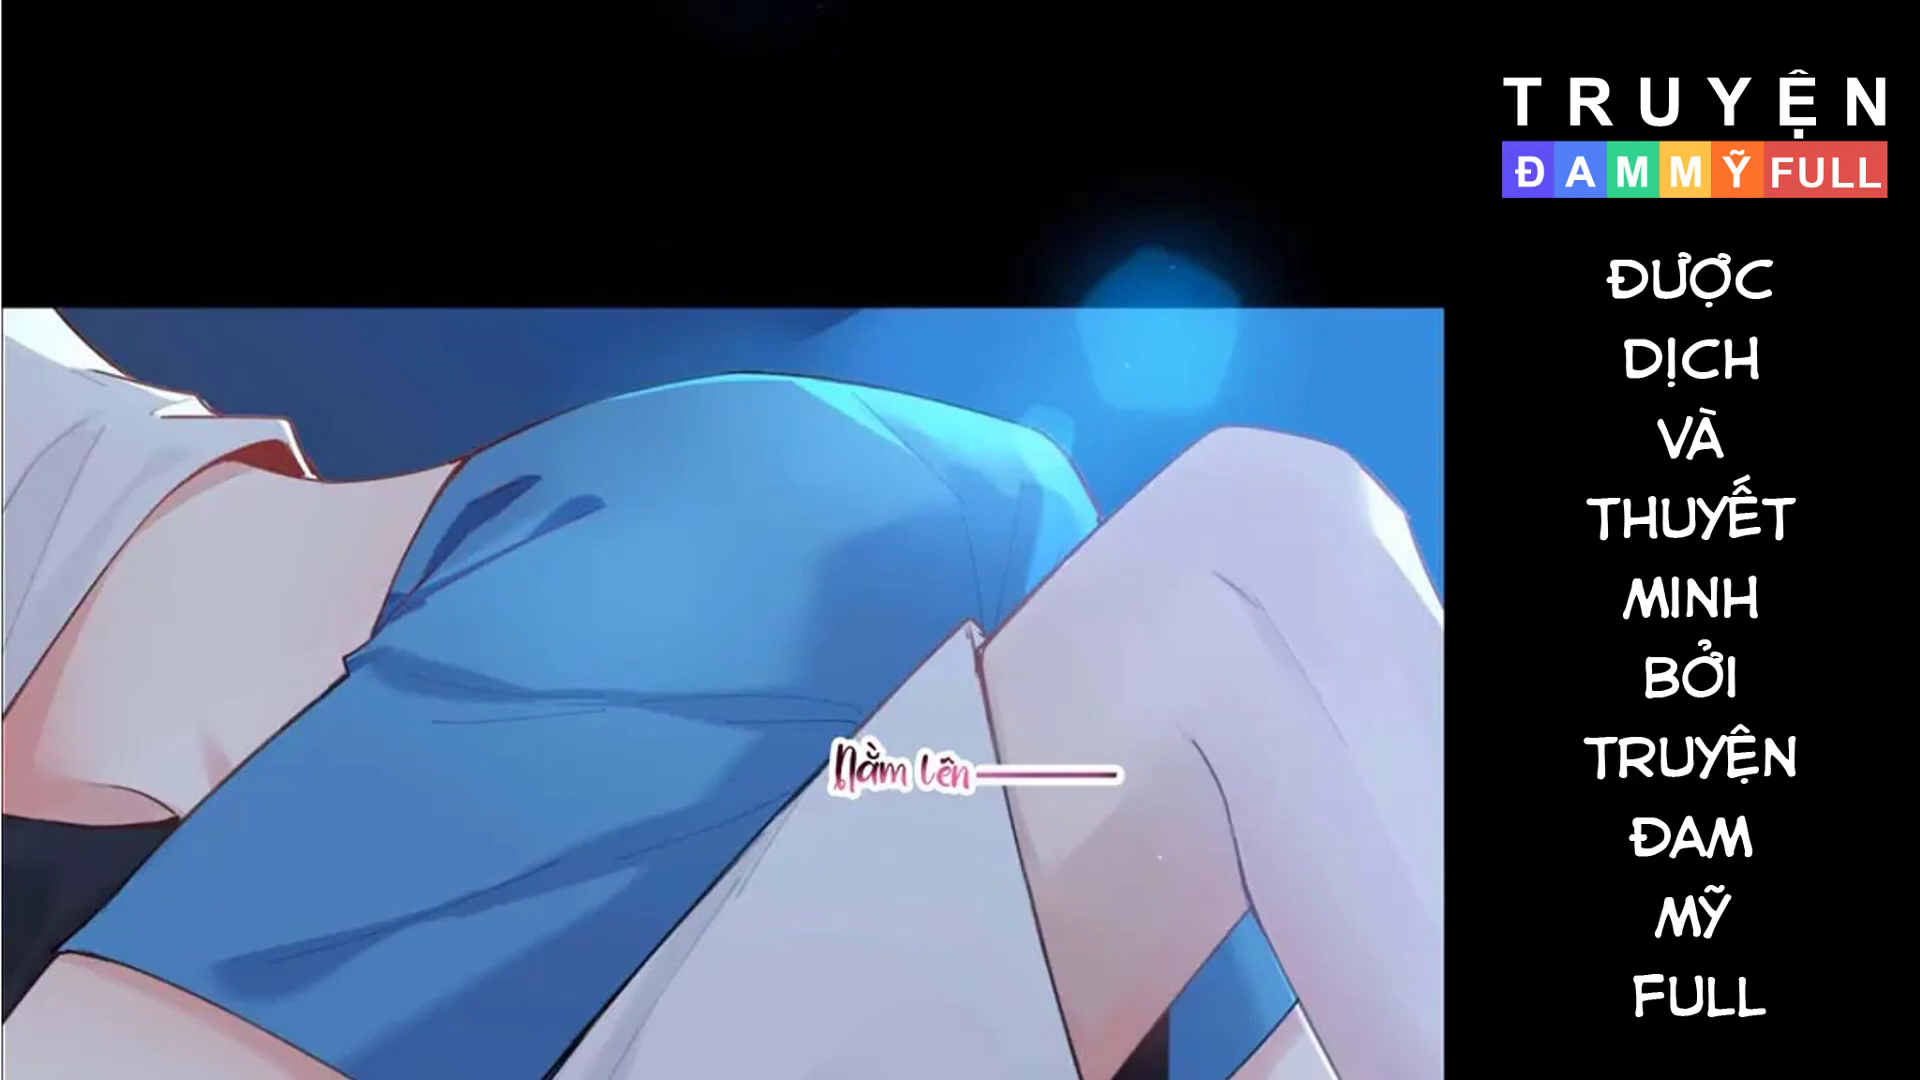 TRUYỆN
ĐAMMỸFULL
ĐƯỢC
DỊCH
VÀ
THUYẾT
MINH
BỞI
TRUYỆN
ĐAM
MỸ
FULL
Nằm lên